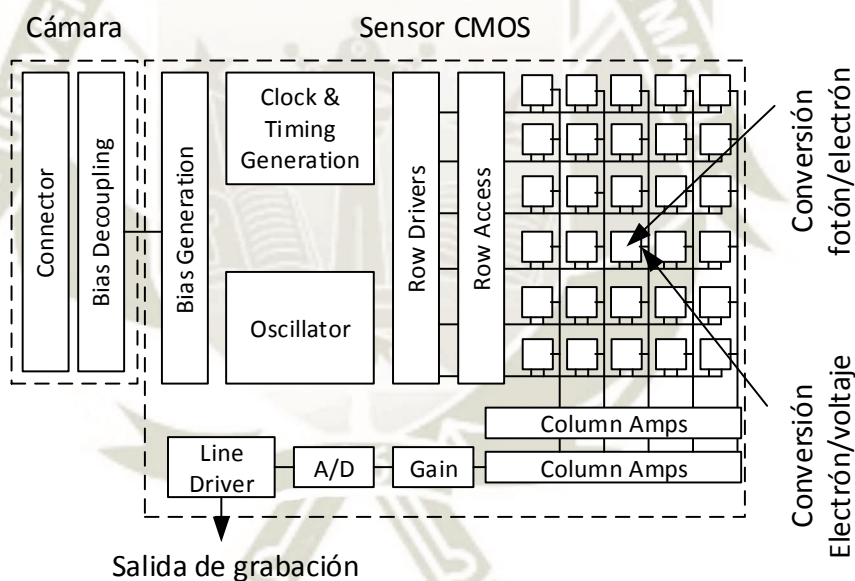 Cámara
Sensor CMOS
Connector
Bias Decoupling
Bias Generation
Clock &
Timing
Generation
Oscillator
Row Drivers
Row Access
Conversión
fotón/electrón
Conversión
Electrón/voltaje
Column Amps
Column Amps
Gain
A/D
Line
Driver
Salida de grabación